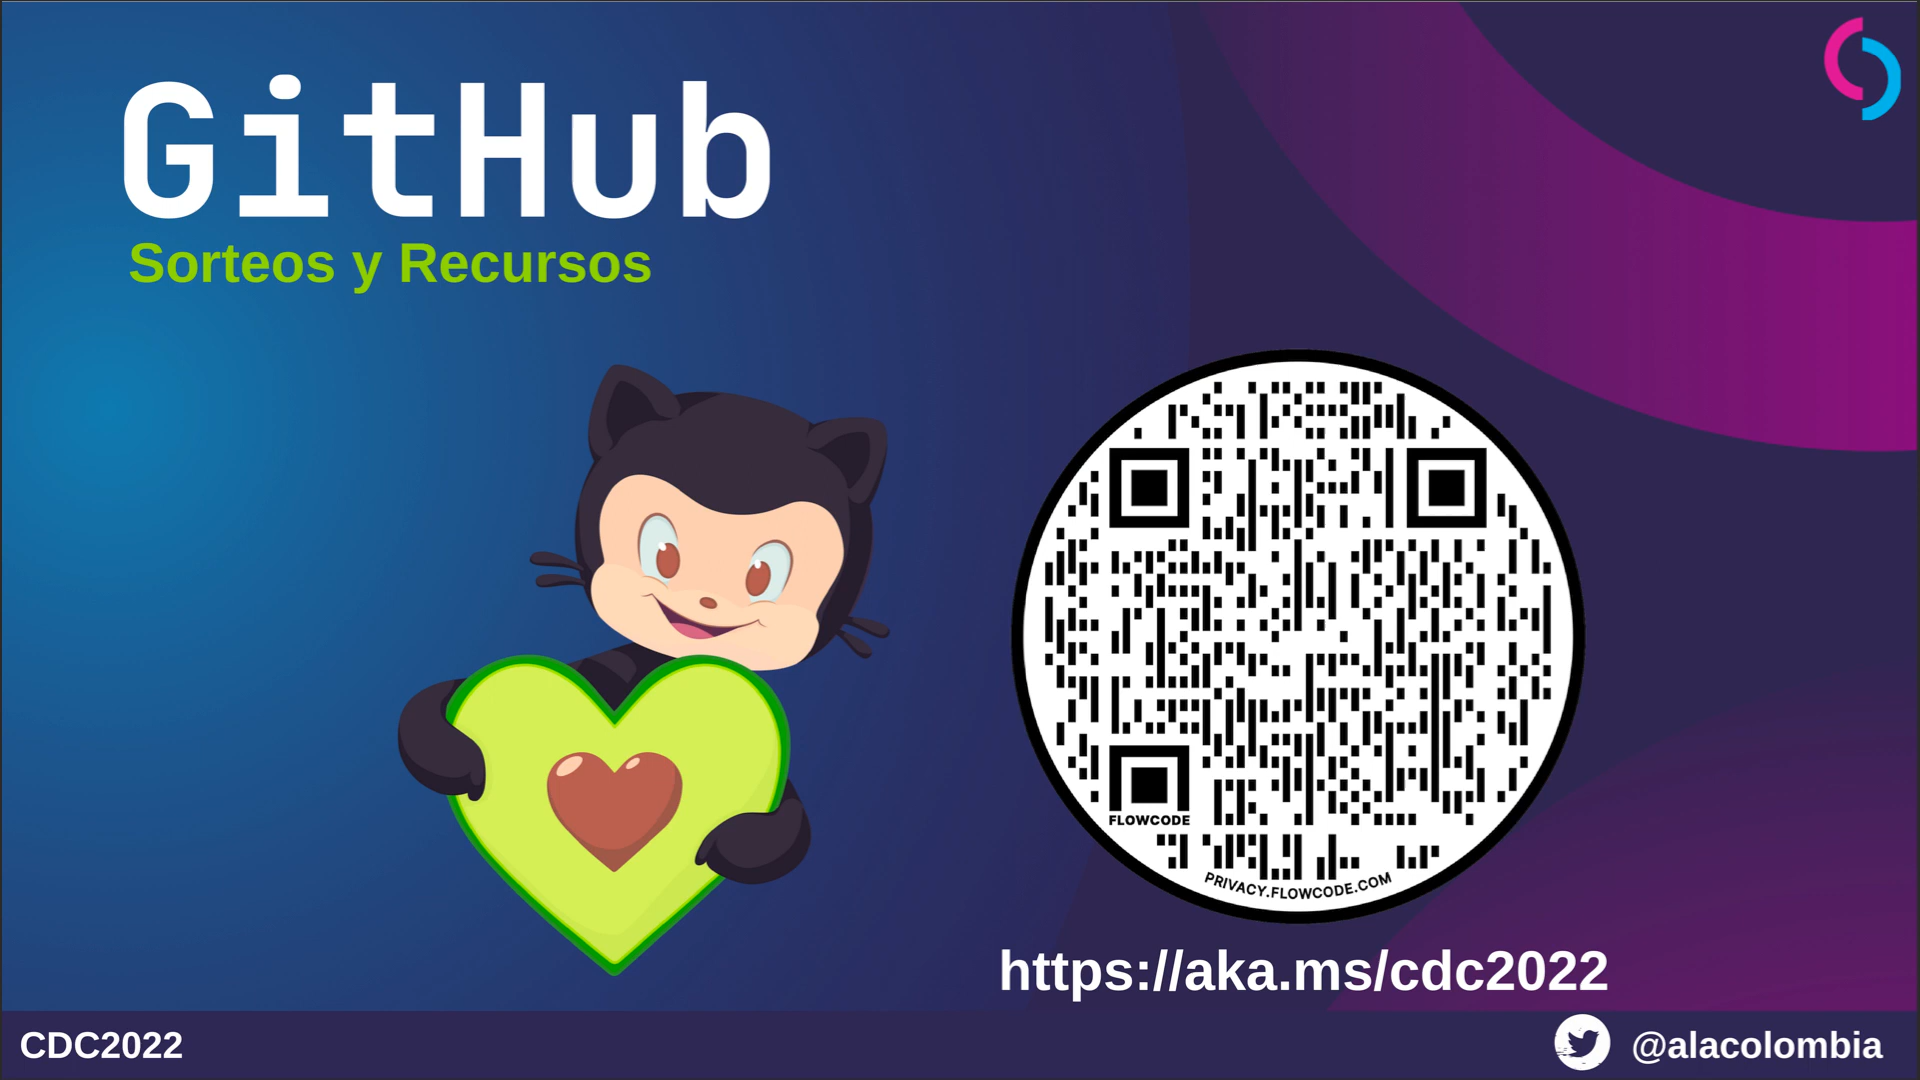 GitHub
Sorteos y Recursos
FLOWCODE
PRIVACY.FLOWCODE.COM
https://aka.ms/cdc2022
CDC2022
@alacolombia